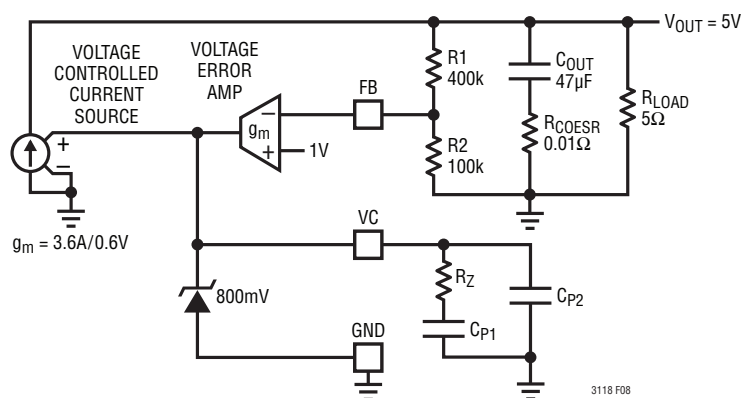 V_OUT = 5V
VOLTAGE
CONTROLLED
CURRENT
SOURCE
VOLTAGE
ERROR
AMP
FB
R1
400k
C_OUT
47µF
R_LOAD
5Ω
+
–
g_m
–
+
1V
R2
100k
R_COESR
0.01Ω
g_m = 3.6A/0.6V
VC
800mV
R_Z
C_P1
C_P2
GND
3118 F08